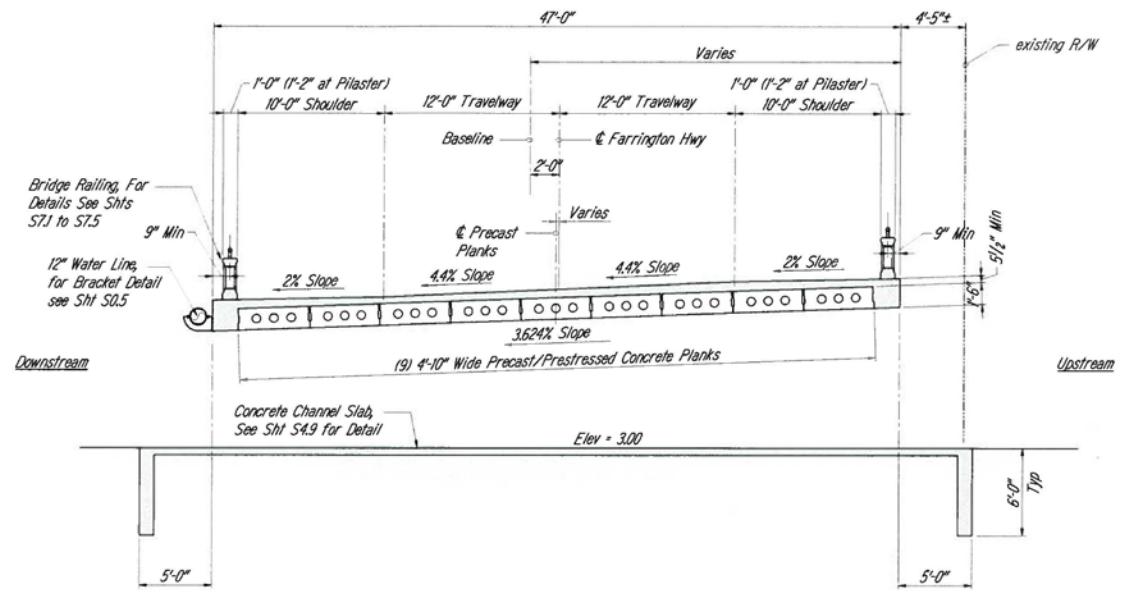 47'-0"
4'-5"±
existing R/W
Varies
1'-0" (1'-2" at Pilaster)
1'-0" (1'-2" at Pilaster)
10'-0" Shoulder
12'-0" Travelway
12'-0" Travelway
10'-0" Shoulder
Baseline
℄ Farrington Hwy
2'-0"
Bridge Railing, For
Details See Shts
S7.1 to S7.5
Varies
℄ Precast
Planks
9" Min
9" Min
5 1/2" Min
1'-6"
12" Water Line,
for Bracket Detail
see Sht S0.5
2% Slope
4.4% Slope
4.4% Slope
2% Slope
3.624% Slope
(9) 4'-10" Wide Precast/Prestressed Concrete Planks
Downstream
Upstream
Concrete Channel Slab,
See Sht S4.9 for Detail
Elev = 3.00
6'-0"
Typ
5'-0"
5'-0"